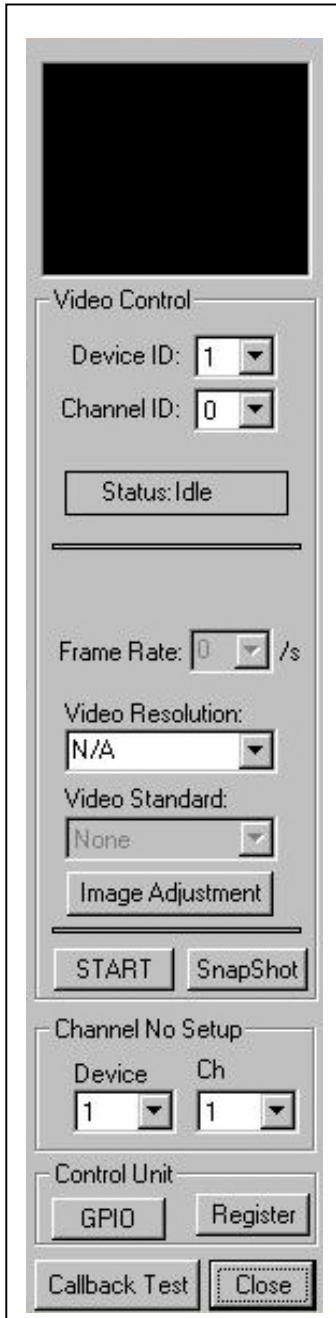 Video Control
Device ID: 1
Channel ID: 0
Status: Idle
Frame Rate: 0 /s
Video Resolution:
N/A
Video Standard:
None
Image Adjustment
START SnapShot
Channel No Setup
Device Ch
1 1
Control Unit
GPIO Register
Callback Test Close